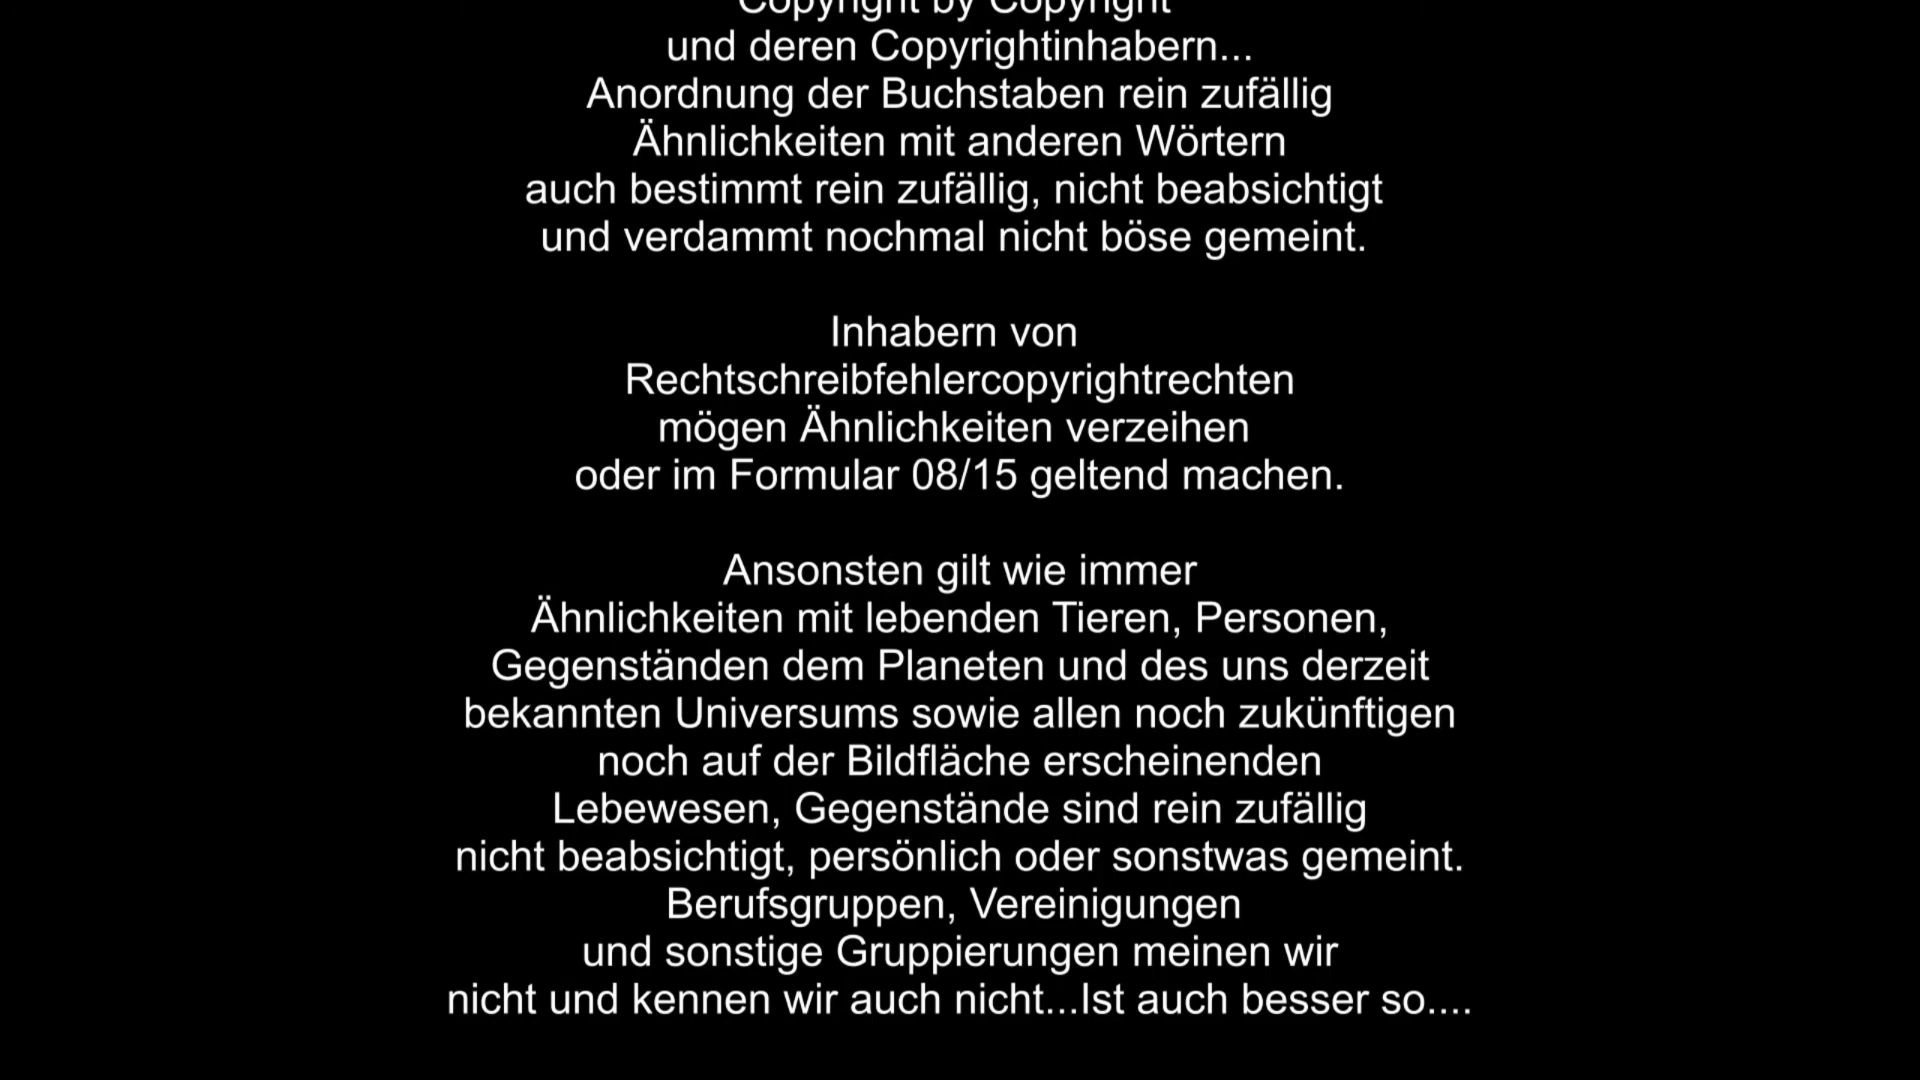 Copyright by Copyright
und deren Copyrightinhabern...
Anordnung der Buchstaben rein zufällig
Ähnlichkeiten mit anderen Wörtern
auch bestimmt rein zufällig, nicht beabsichtigt
und verdammt nochmal nicht böse gemeint.
Inhabern von
Rechtschreibfehlercopyrightrechten
mögen Ähnlichkeiten verzeihen
oder im Formular 08/15 geltend machen.
Ansonsten gilt wie immer
Ähnlichkeiten mit lebenden Tieren, Personen,
Gegenständen dem Planeten und des uns derzeit
bekannten Universums sowie allen noch zukünftigen
noch auf der Bildfläche erscheinenden
Lebewesen, Gegenstände sind rein zufällig
nicht beabsichtigt, persönlich oder sonstwas gemeint.
Berufsgruppen, Vereinigungen
und sonstige Gruppierungen meinen wir
nicht und kennen wir auch nicht...Ist auch besser so....